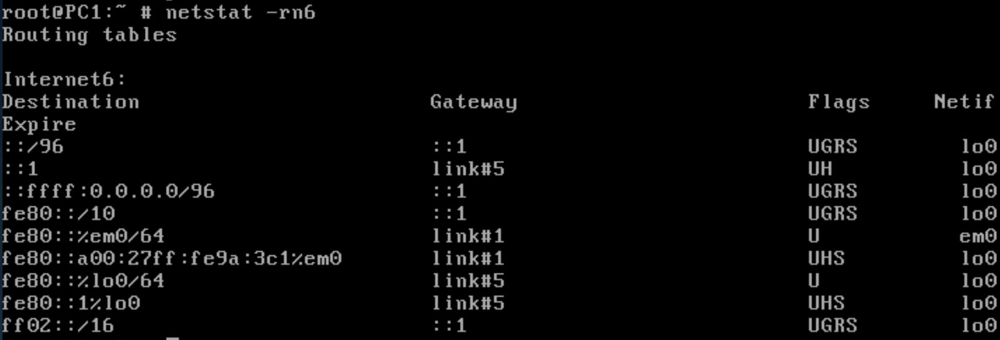 root@PC1:~ # netstat -rn6
Routing tables

Internet6:
Destination                       Gateway                       Flags     Netif
Expire
::/96                             ::1                           UGRS        lo0
::1                               link#5                        UH          lo0
::ffff:0.0.0.0/96                 ::1                           UGRS        lo0
fe80::/10                         ::1                           UGRS        lo0
fe80::%em0/64                     link#1                        U           em0
fe80::a00:27ff:fe9a:3c1%em0       link#1                        UHS         lo0
fe80::%lo0/64                     link#5                        U           lo0
fe80::1%lo0                       link#5                        UHS         lo0
ff02::/16                         ::1                           UGRS        lo0